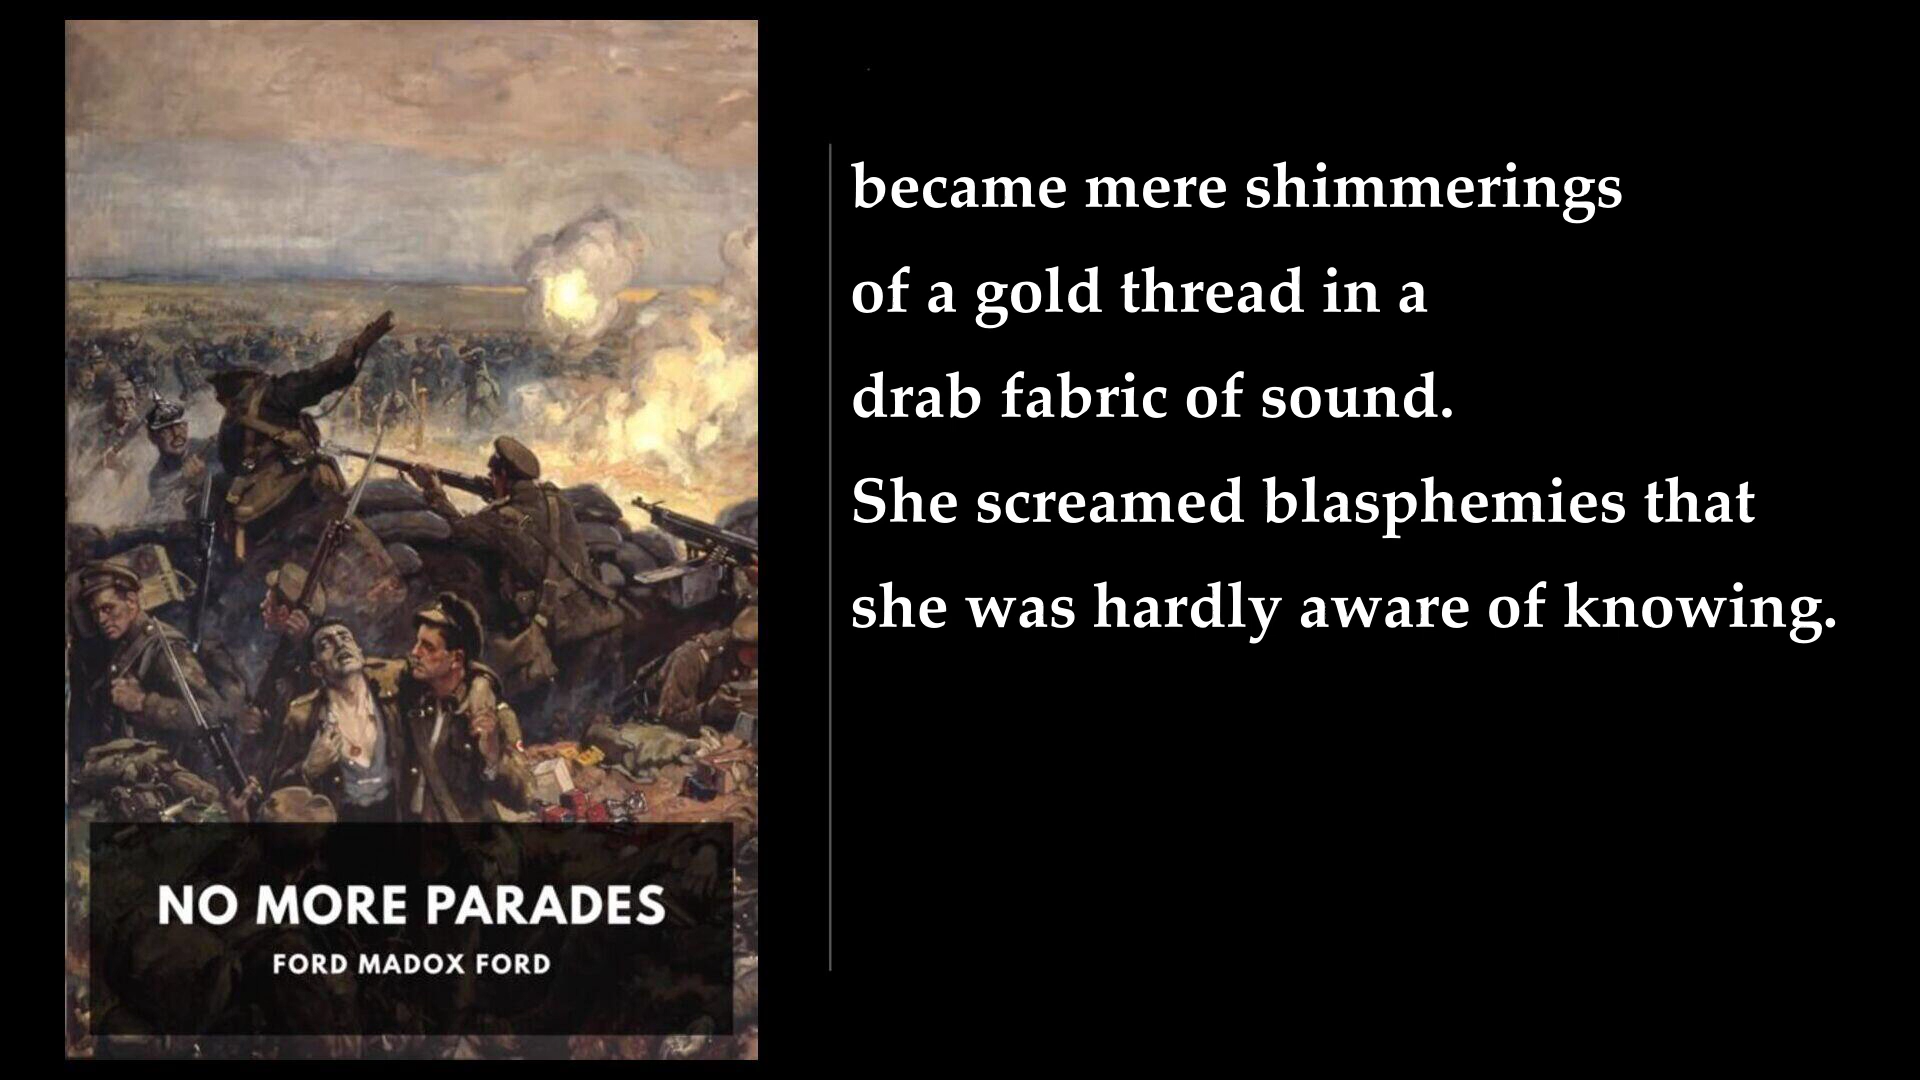 became mere shimmerings
of a gold thread in a
drab fabric of sound.
She screamed blasphemies that
she was hardly aware of knowing.
NO MORE PARADES
FORD MADOX FORD